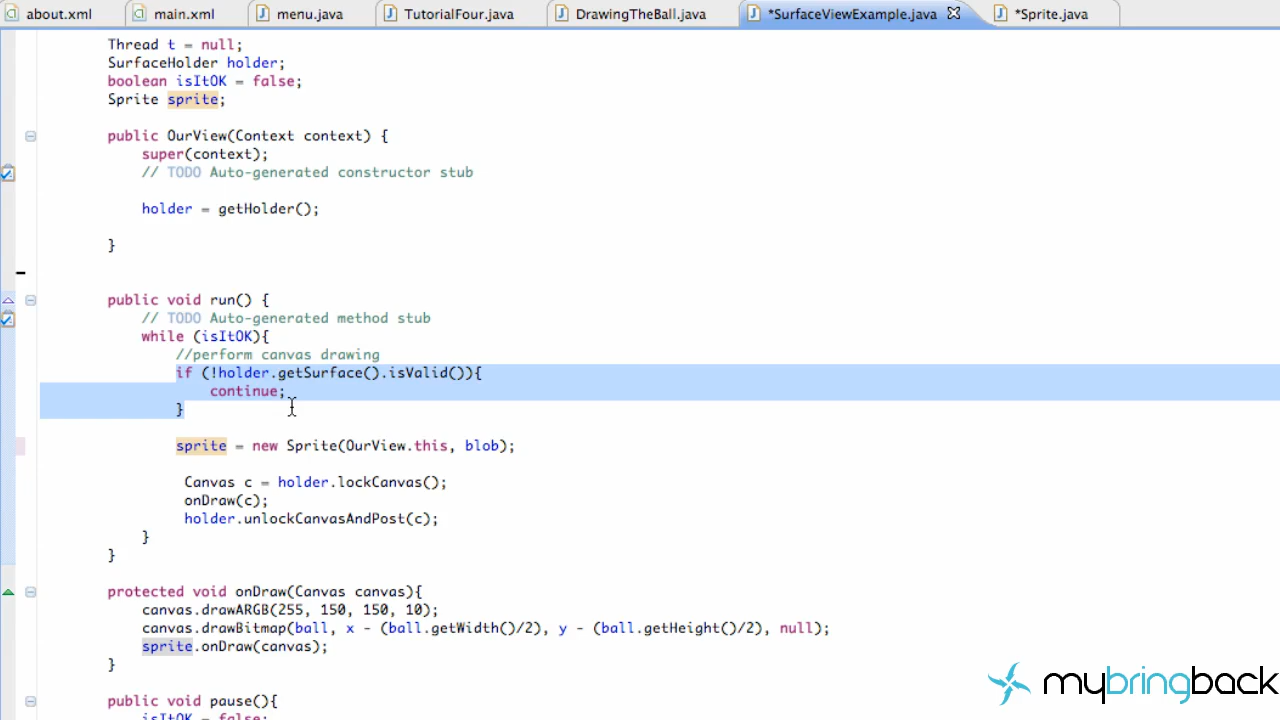 about.xml main.xml menu.java TutorialFour.java DrawingTheBall.java *SurfaceViewExample.java *Sprite.java
Thread t = null;
SurfaceHolder holder;
boolean isItOK = false;
Sprite sprite;
public OurView(Context context) {
super(context);
// TODO Auto-generated constructor stub
holder = getHolder();
}
public void run() {
// TODO Auto-generated method stub
while (isItOK){
//perform canvas drawing
if (!holder.getSurface().isValid()){
continue;
}
sprite = new Sprite(OurView.this, blob);
Canvas c = holder.lockCanvas();
onDraw(c);
holder.unlockCanvasAndPost(c);
}
}
protected void onDraw(Canvas canvas){
canvas.drawARGB(255, 150, 150, 10);
canvas.drawBitmap(ball, x - (ball.getWidth()/2), y - (ball.getHeight()/2), null);
sprite.onDraw(canvas);
}
public void pause(){
isItOK = false;
mybringback